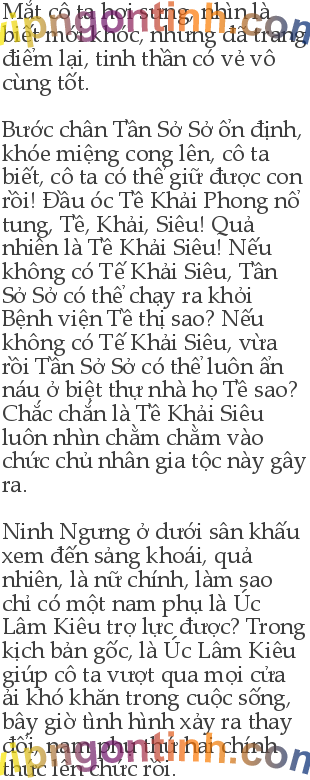 Mắt cô ta hơi sưng, nhìn là
biết mới khóc, nhưng đã trang
điểm lại, tinh thần có vẻ vô
cùng tốt.
Bước chân Tần Sở Sở ổn định,
khóe miệng cong lên, cô ta
biết, cô ta có thể giữ được con
rồi! Đầu óc Tề Khải Phong nổ
tung, Tề, Khải, Siêu! Quả
nhiên là Tề Khải Siêu! Nếu
không có Tề Khải Siêu, Tần
Sở Sở có thể chạy ra khỏi
Bệnh viện Tề thị sao? Nếu
không có Tề Khải Siêu, vừa
rồi Tần Sở Sở có thể luôn ẩn
náu ở biệt thự nhà họ Tề sao?
Chắc chắn là Tề Khải Siêu
luôn nhìn chằm chằm vào
chức chủ nhân gia tộc này gây
ra.
Ninh Ngưng ở dưới sân khấu
xem đến sảng khoái, quả
nhiên, là nữ chính, làm sao
chỉ có một nam phụ là Úc
Lâm Kiêu trợ lực được? Trong
kịch bản gốc, là Úc Lâm Kiêu
giúp cô ta vượt qua mọi cửa
ải khó khăn trong cuộc sống,
bây giờ tình hình xảy ra thay
đổi, nam phụ thứ hai chính
thức lên chức rồi.